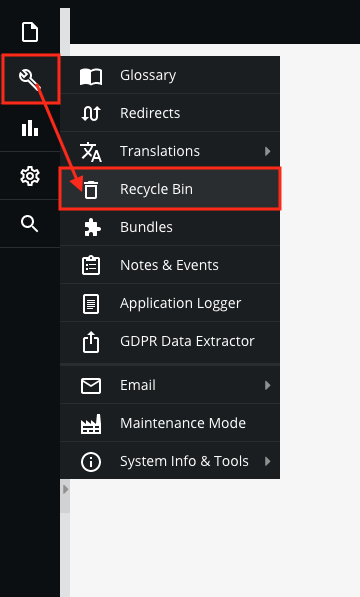 Glossary
Redirects
Translations
Recycle Bin
Bundles
Notes & Events
Application Logger
GDPR Data Extractor
Email
Maintenance Mode
System Info & Tools